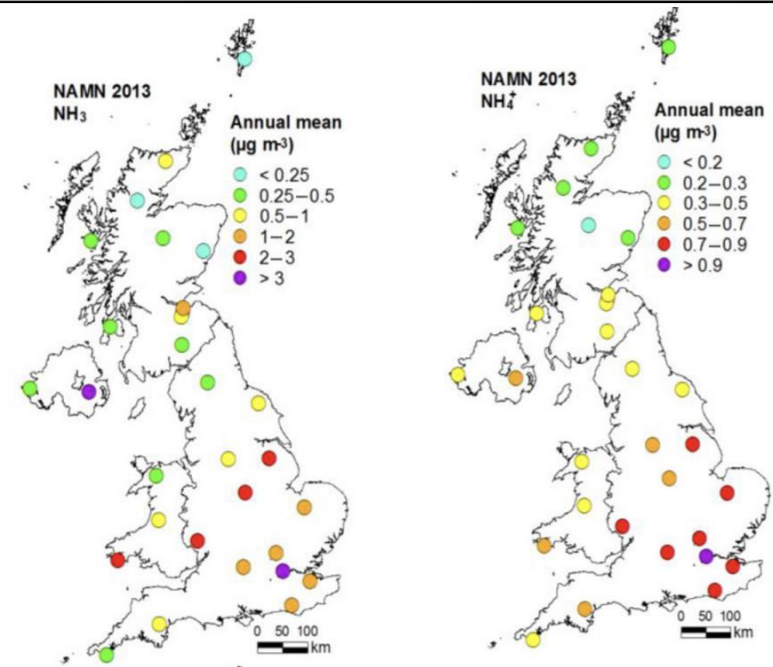 NAMN 2013
NH₃
Annual mean
(µg m-³)
< 0.25
0.25–0.5
0.5–1
1–2
2–3
> 3
0 50 100
km
NAMN 2013
NH₄⁺
Annual mean
(µg m-³)
< 0.2
0.2–0.3
0.3–0.5
0.5–0.7
0.7–0.9
> 0.9
0 50 100
km